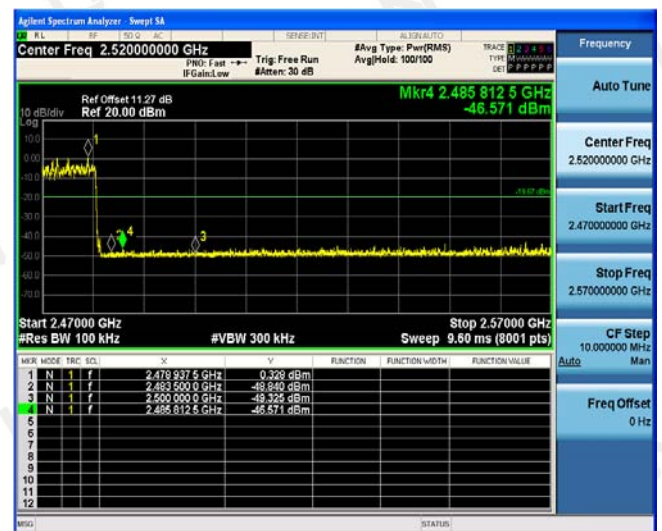 Agilent Spectrum Analyzer - Swept SA
RL RF 50 Ω AC SENSE:INT ALIGN AUTO
Center Freq 2.520000000 GHz
PNO: Fast
IFGain:Low
Trig: Free Run
#Atten: 30 dB
#Avg Type: Pwr(RMS)
Avg|Hold: 100/100
TRACE 1 2 3 4 5 6
TYPE M
DET P P P P P P
Ref Offset 11.27 dB
10 dB/div Ref 20.00 dBm
Log
Mkr4 2.485 812 5 GHz
-46.571 dBm
10.0
0.00
-10.0
-20.0
-30.0
-40.0
-50.0
-60.0
-70.0
1
4
3
Start 2.47000 GHz
Stop 2.57000 GHz
#Res BW 100 kHz
#VBW 300 kHz
Sweep 9.60 ms (8001 pts)
MKR MODE TRC SCL X Y FUNCTION FUNCTION WIDTH FUNCTION VALUE
1 N 1 f 2.478 937 5 GHz 0.328 dBm
2 N 1 f 2.483 500 0 GHz -48.840 dBm
3 N 1 f 2.500 000 0 GHz -49.325 dBm
4 N 1 f 2.485 812 5 GHz -46.571 dBm
5
6
7
8
9
10
11
12
MSG
STATUS
Frequency
Auto Tune
Center Freq
2.520000000 GHz
Start Freq
2.470000000 GHz
Stop Freq
2.570000000 GHz
CF Step
10.000000 MHz
Auto Man
Freq Offset
0 Hz